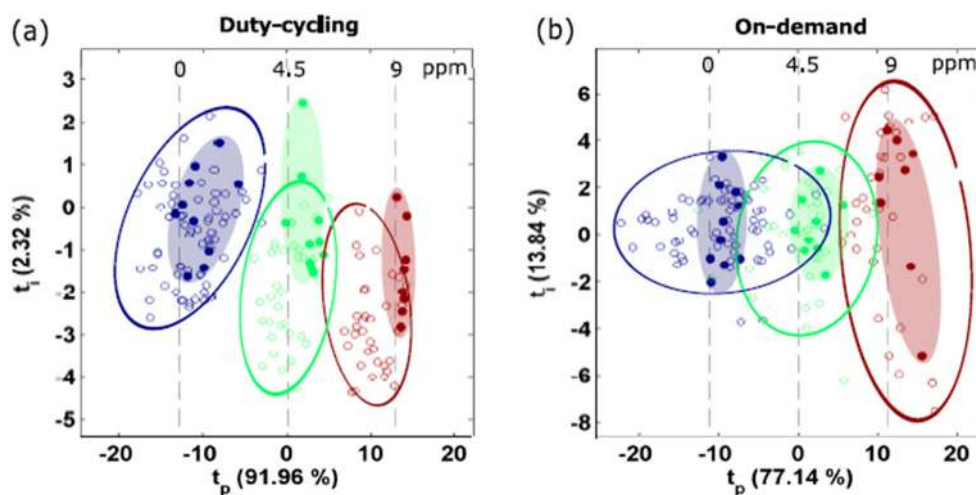 (a) Duty-cycling
0 4.5 9 ppm
3
2
1
0
-1
-2
-3
-4
-5
t_i (2.32 %)
-20 -10 0 10 20
t_p (91.96 %)
(b) On-demand
0 4.5 9 ppm
6
4
2
0
-2
-4
-6
-8
t_i (13.84 %)
-20 -10 0 10 20
t_p (77.14 %)